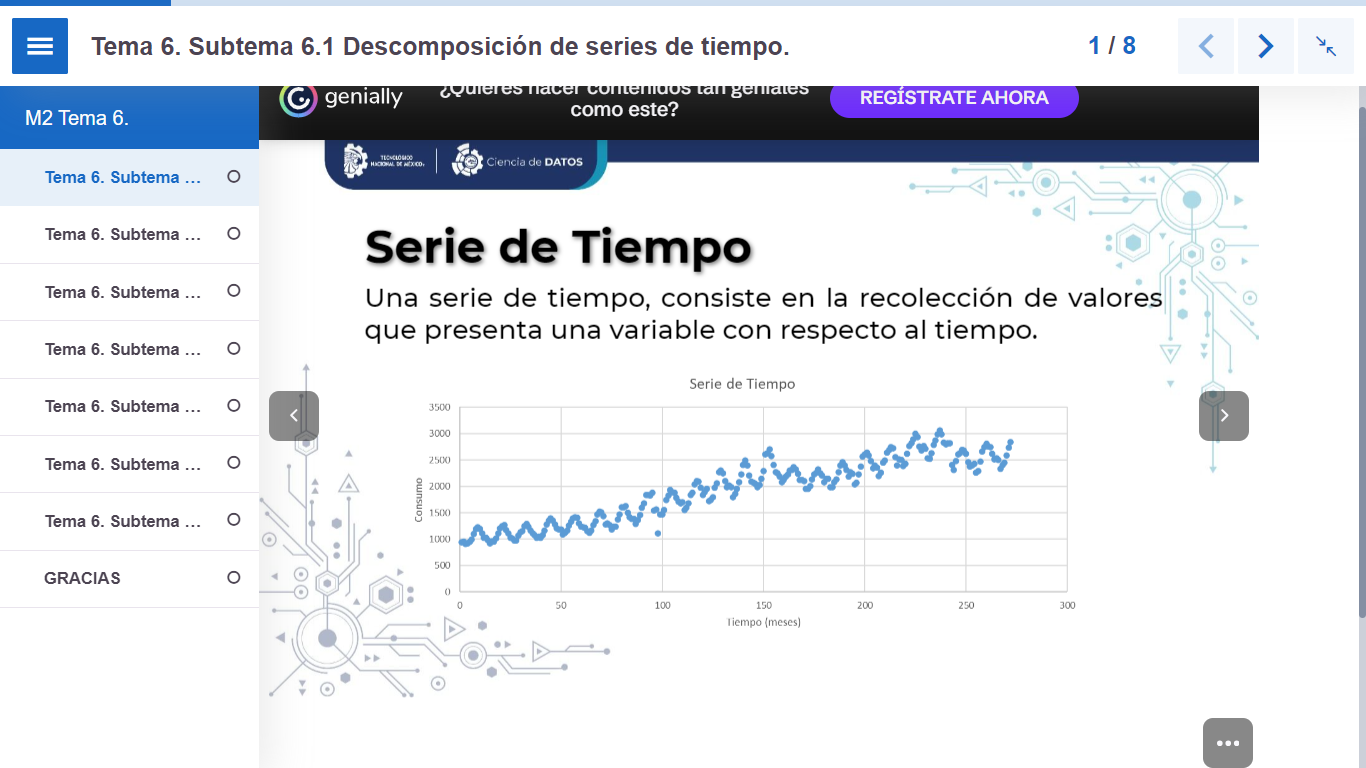 Tema 6. Subtema 6.1 Descomposición de series de tiempo.
1 / 8
M2 Tema 6.
Tema 6. Subtema ...
Tema 6. Subtema ...
Tema 6. Subtema ...
Tema 6. Subtema ...
Tema 6. Subtema ...
Tema 6. Subtema ...
Tema 6. Subtema ...
GRACIAS
genially
¿Quieres hacer contenidos tan geniales
como este?
REGÍSTRATE AHORA
TECNOLÓGICO
NACIONAL DE MÉXICO
Ciencia de DATOS
Serie de Tiempo
Una serie de tiempo, consiste en la recolección de valores
que presenta una variable con respecto al tiempo.
Serie de Tiempo
3500
3000
2500
2000
1500
1000
500
0
Consumo
0 50 100 150 200 250 300
Tiempo (meses)